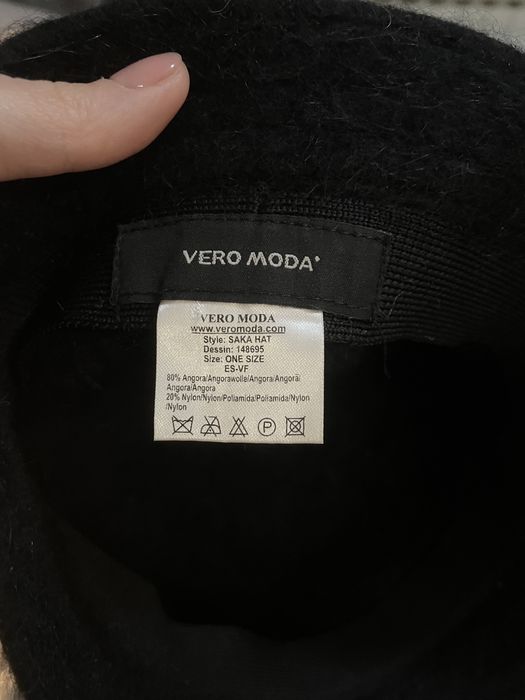 VERO MODA
VERO MODA
www.veromoda.com
Style: SAKA HAT
Dessin: 148695
Size: ONE SIZE
ES-VF
80% Angora/Angorawolle/Angora/Angorá/
Angora/Angora
20% Nylon/Nylon/Poliamida/Poliamida/Nylon
/Nylon
P